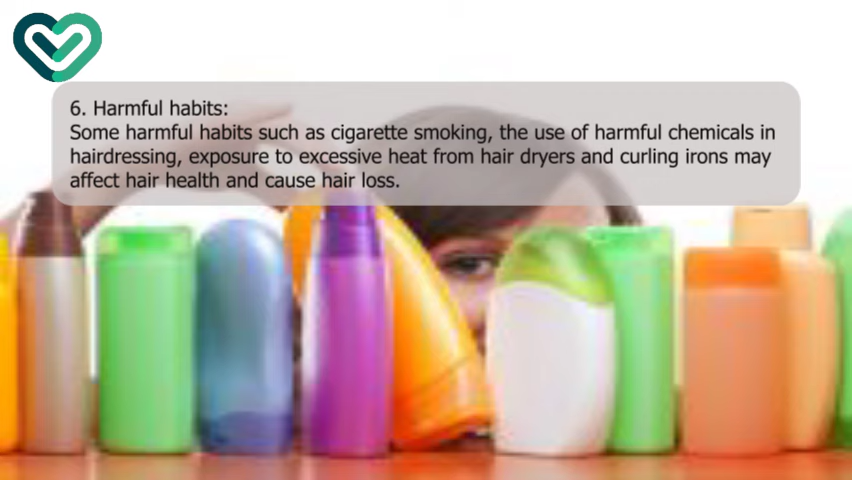 6. Harmful habits:
Some harmful habits such as cigarette smoking, the use of harmful chemicals in
hairdressing, exposure to excessive heat from hair dryers and curling irons may
affect hair health and cause hair loss.